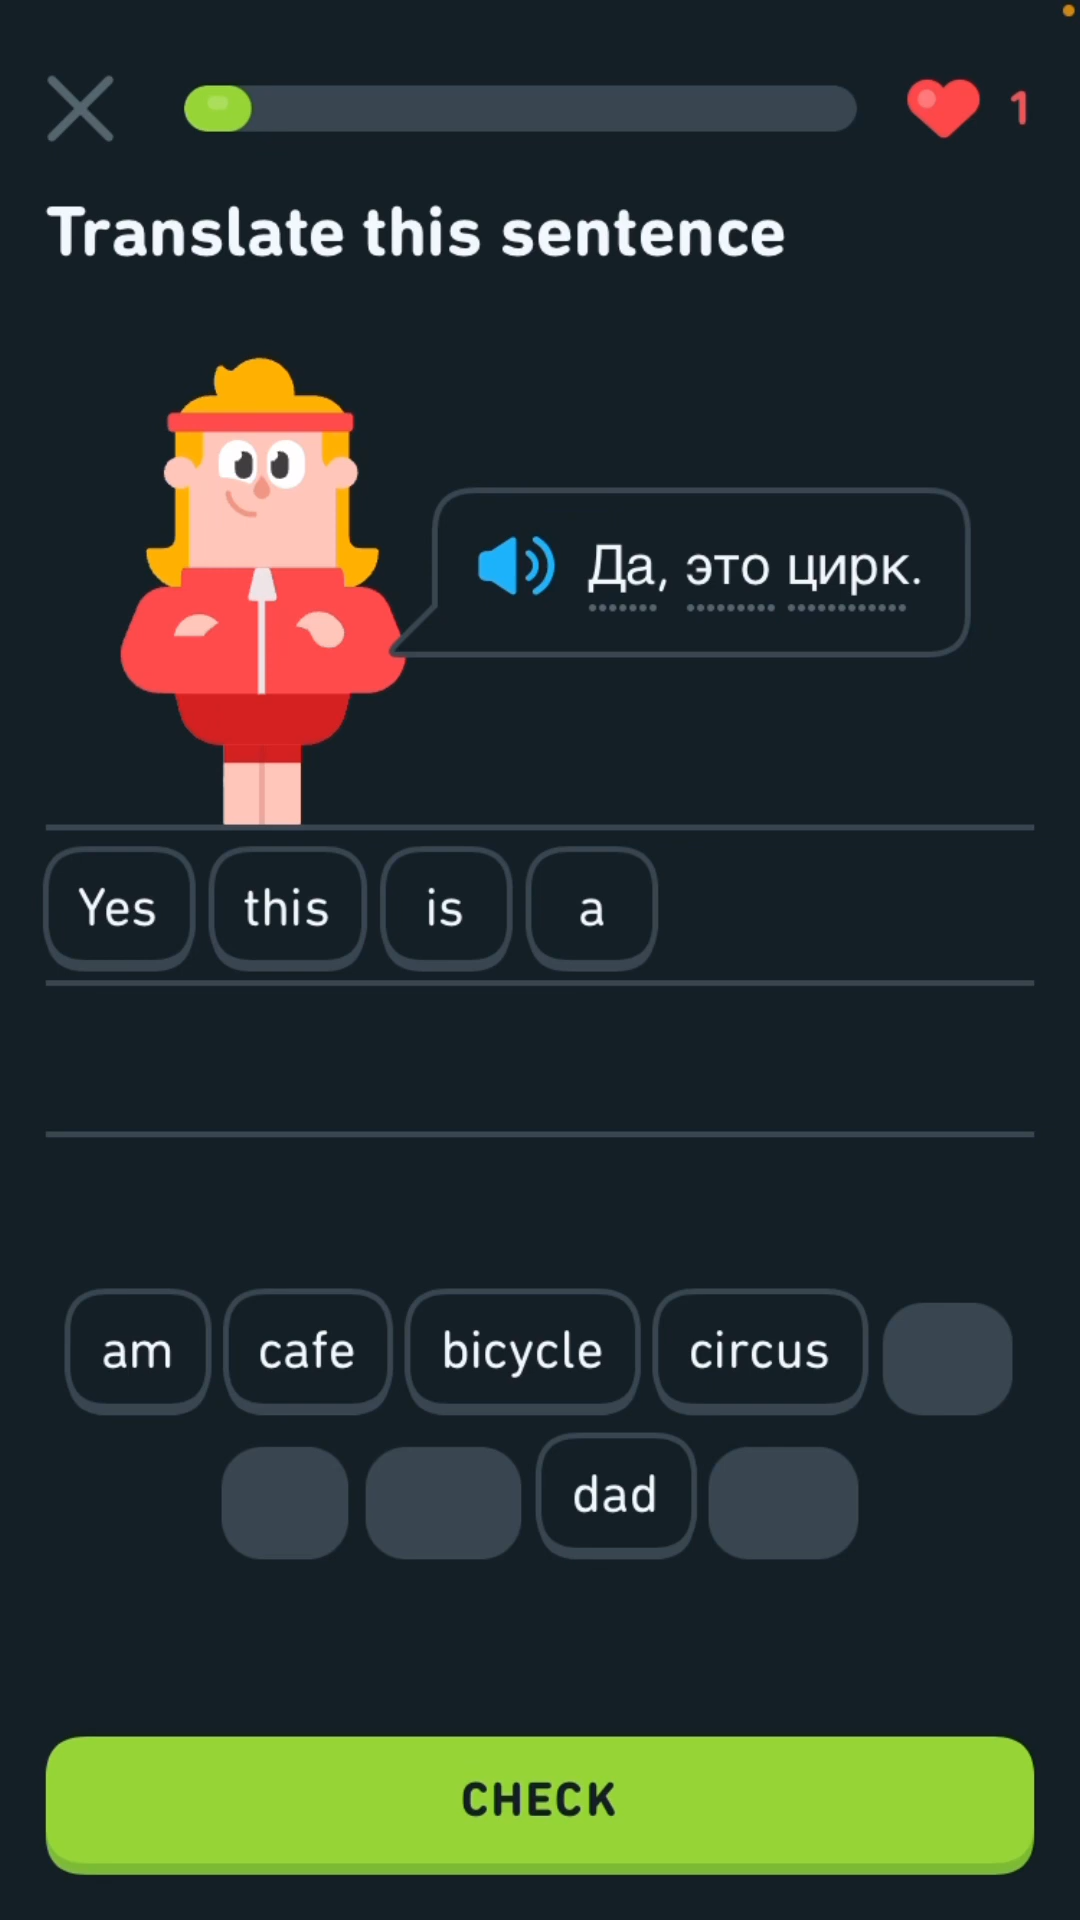 1
Translate this sentence
Да, это цирк.
Yes this is a
am cafe bicycle circus
dad
CHECK